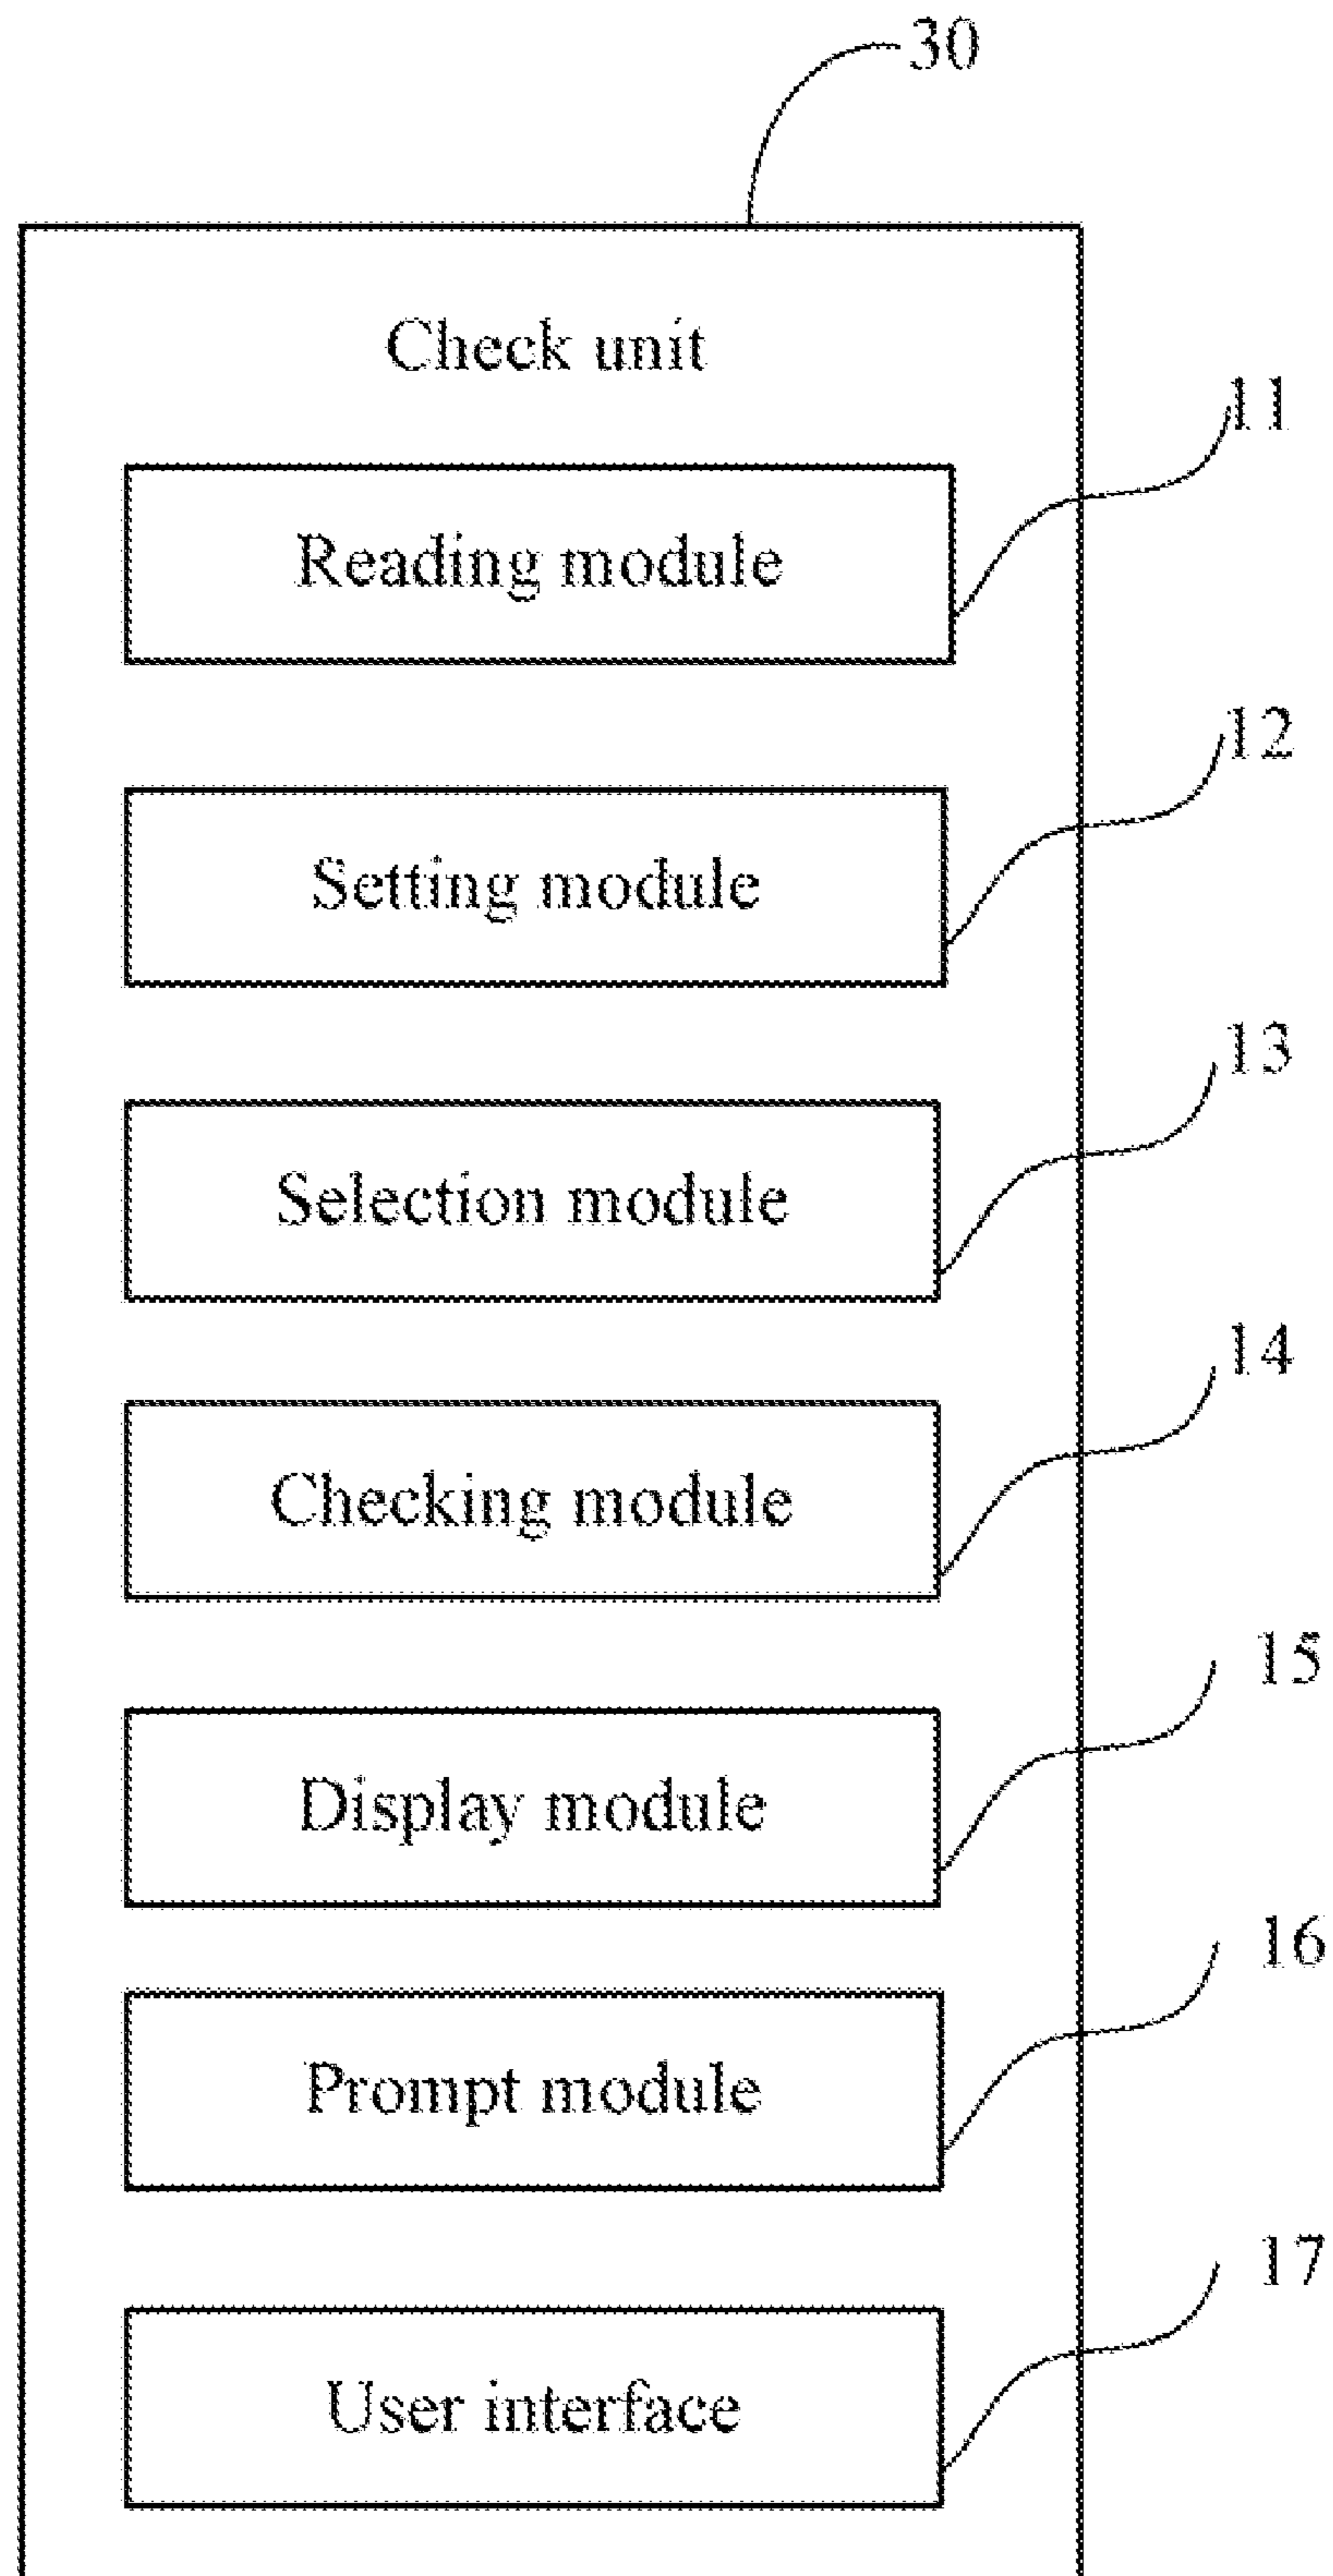 30
Check unit
11
Reading module
12
Setting module
13
Selection module
14
Checking module
15
Display module
16
Prompt module
17
User interface